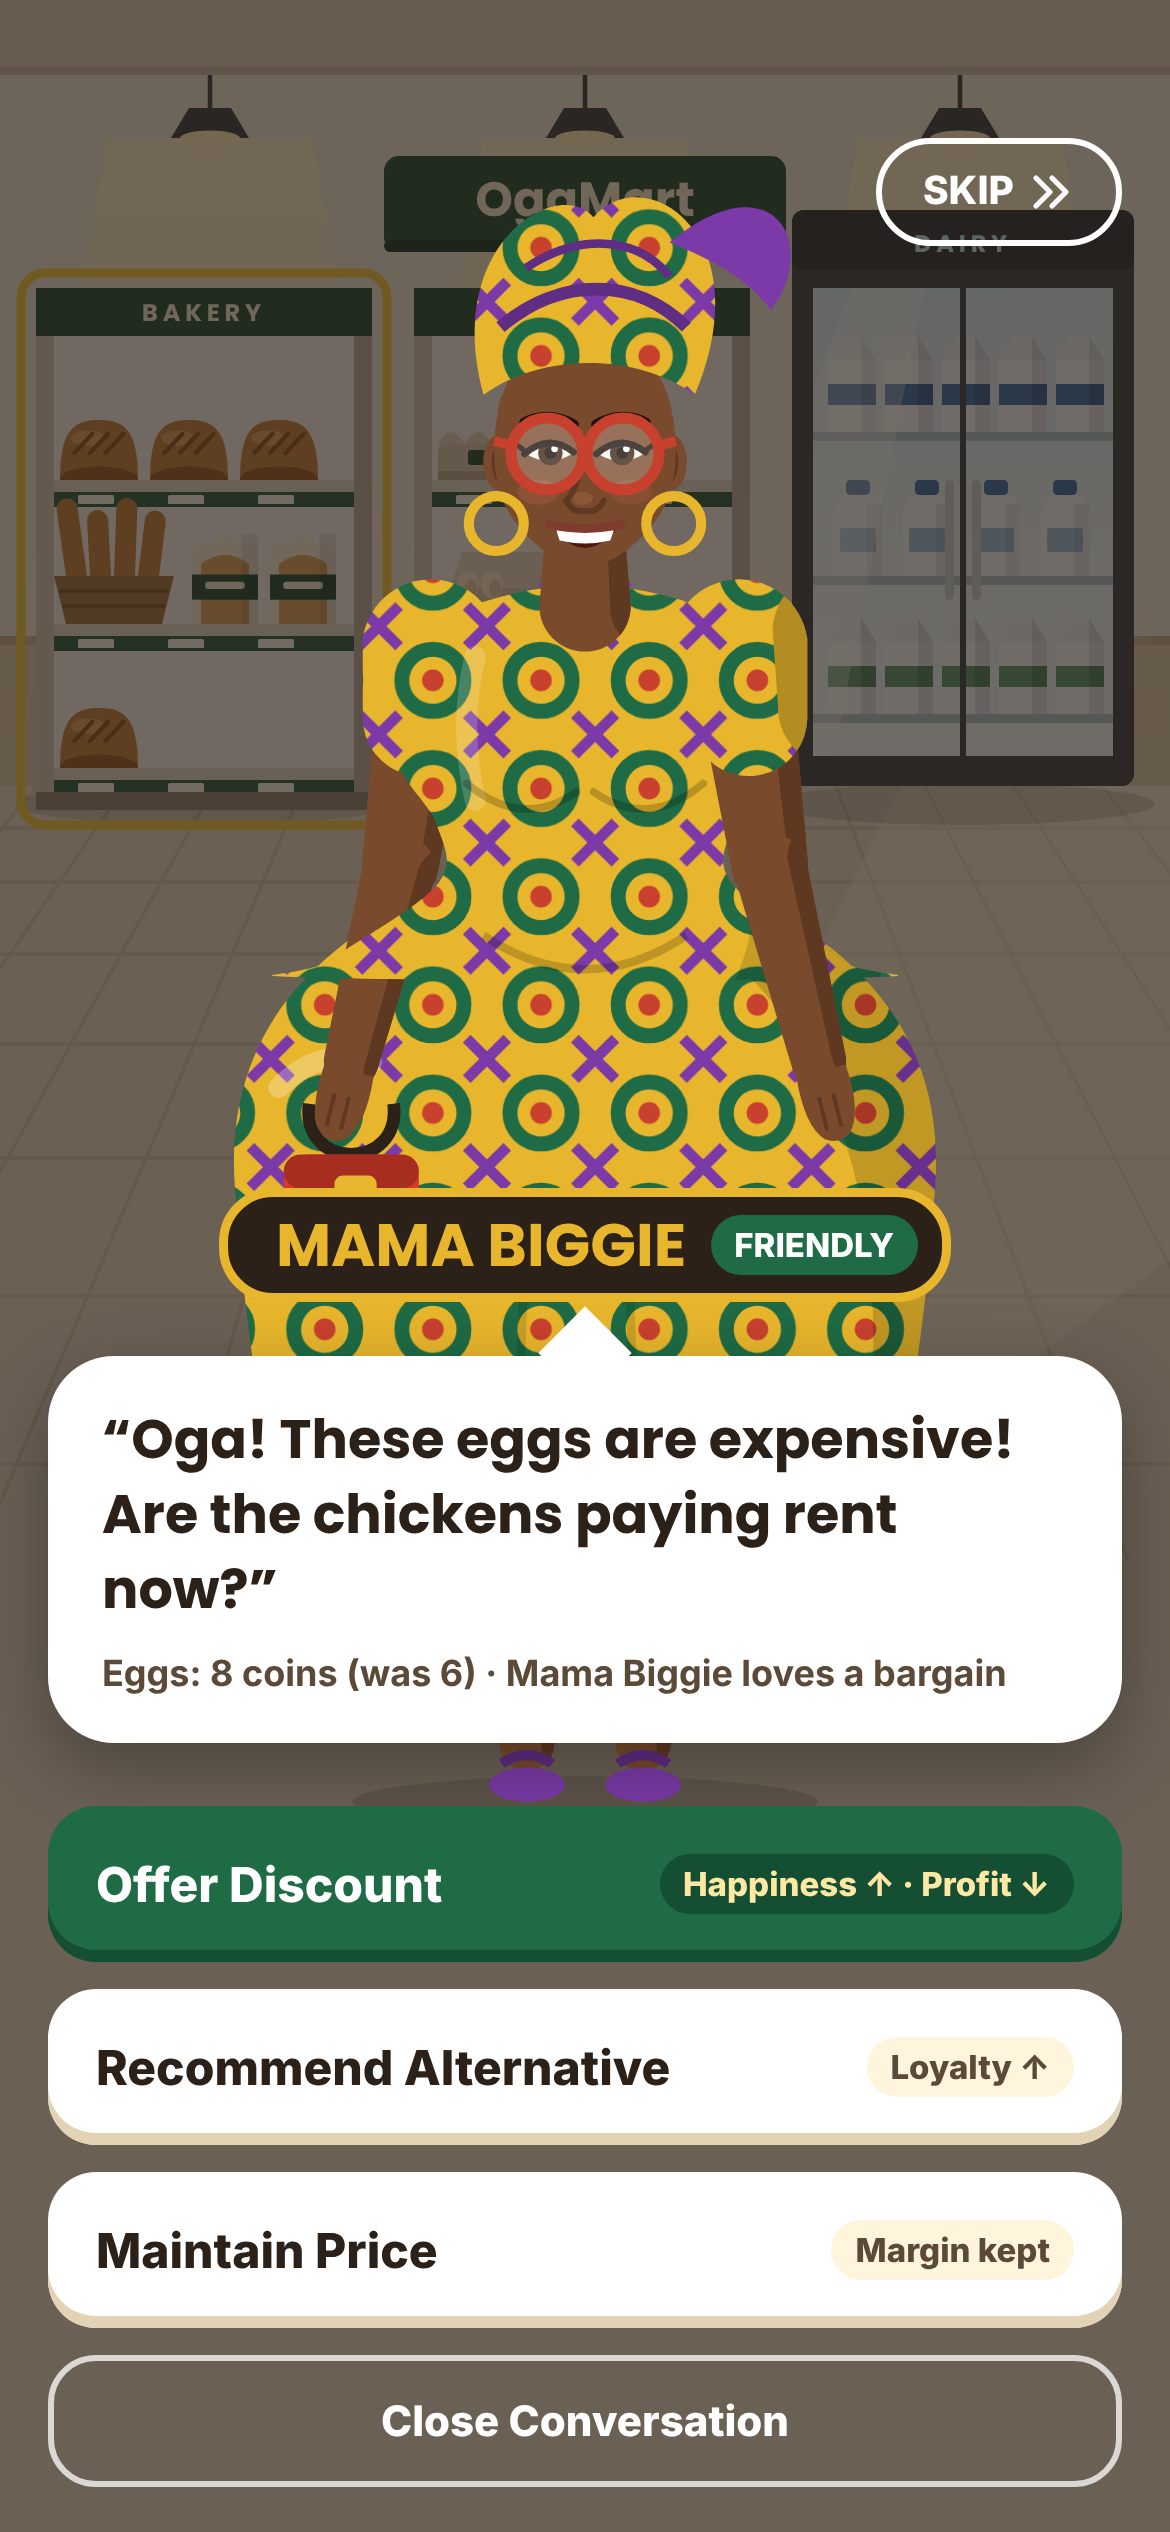 OgaMart
SKIP
DAIRY
BAKERY
MAMA BIGGIE
FRIENDLY
“Oga! These eggs are expensive!
Are the chickens paying rent
now?”
Eggs: 8 coins (was 6) · Mama Biggie loves a bargain
Offer Discount
Happiness ↑ · Profit ↓
Recommend Alternative
Loyalty ↑
Maintain Price
Margin kept
Close Conversation